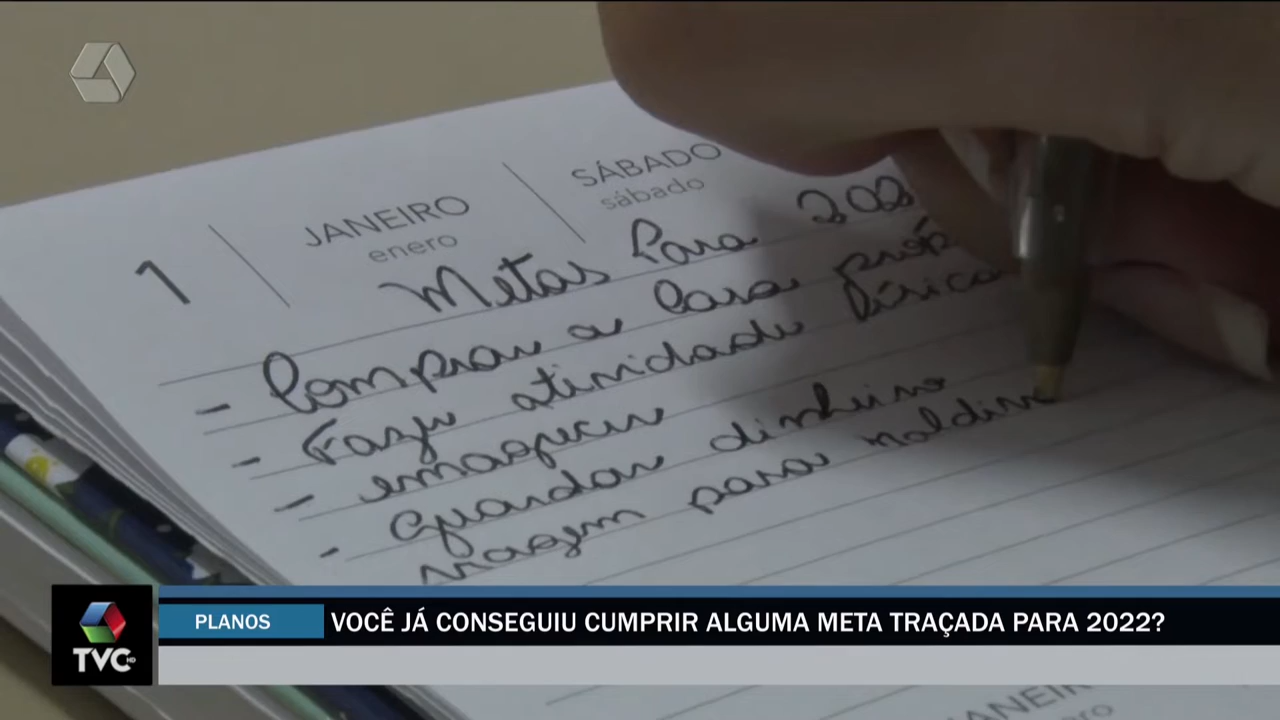 1
JANEIRO
enero
SÁBADO
sábado
Metas Para 202
- Comprar a Casa próp
- Fazer atividade física
- emagrecer
- guardar dinheiro
viagem para
PLANOS
VOCÊ JÁ CONSEGUIU CUMPRIR ALGUMA META TRAÇADA PARA 2022?
TVC HD